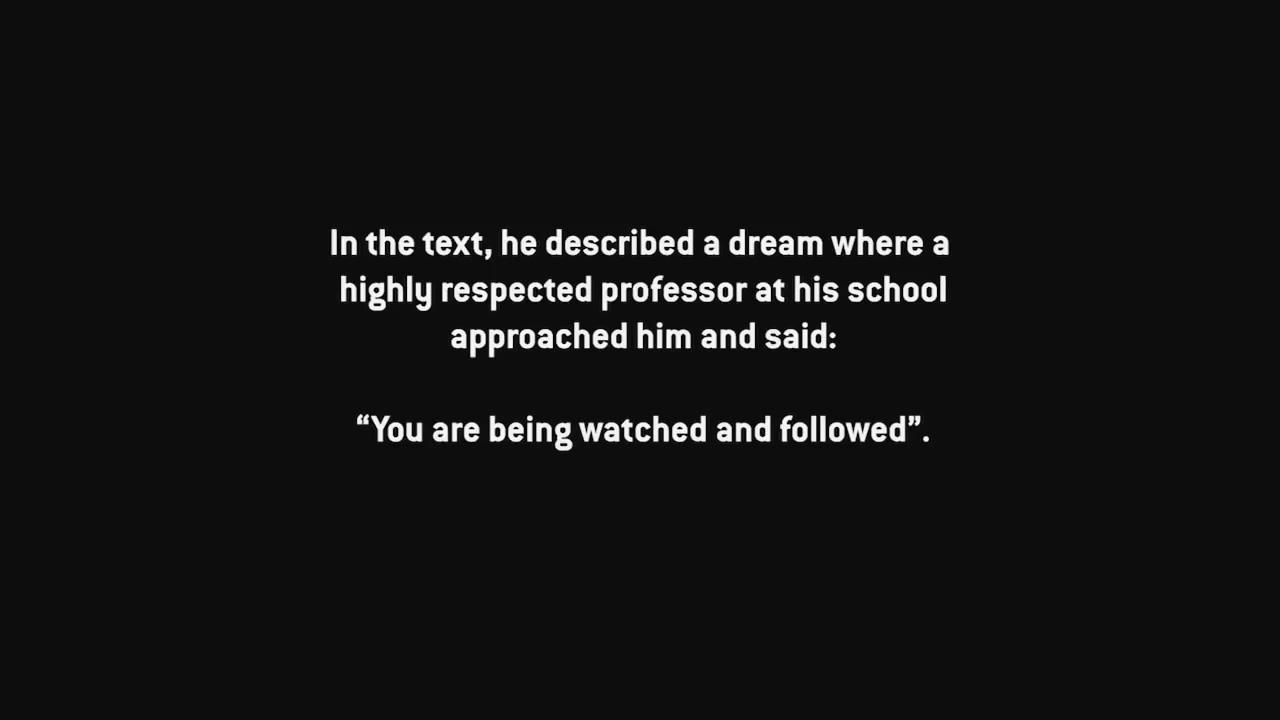 In the text, he described a dream where a
highly respected professor at his school
approached him and said:
“You are being watched and followed”.